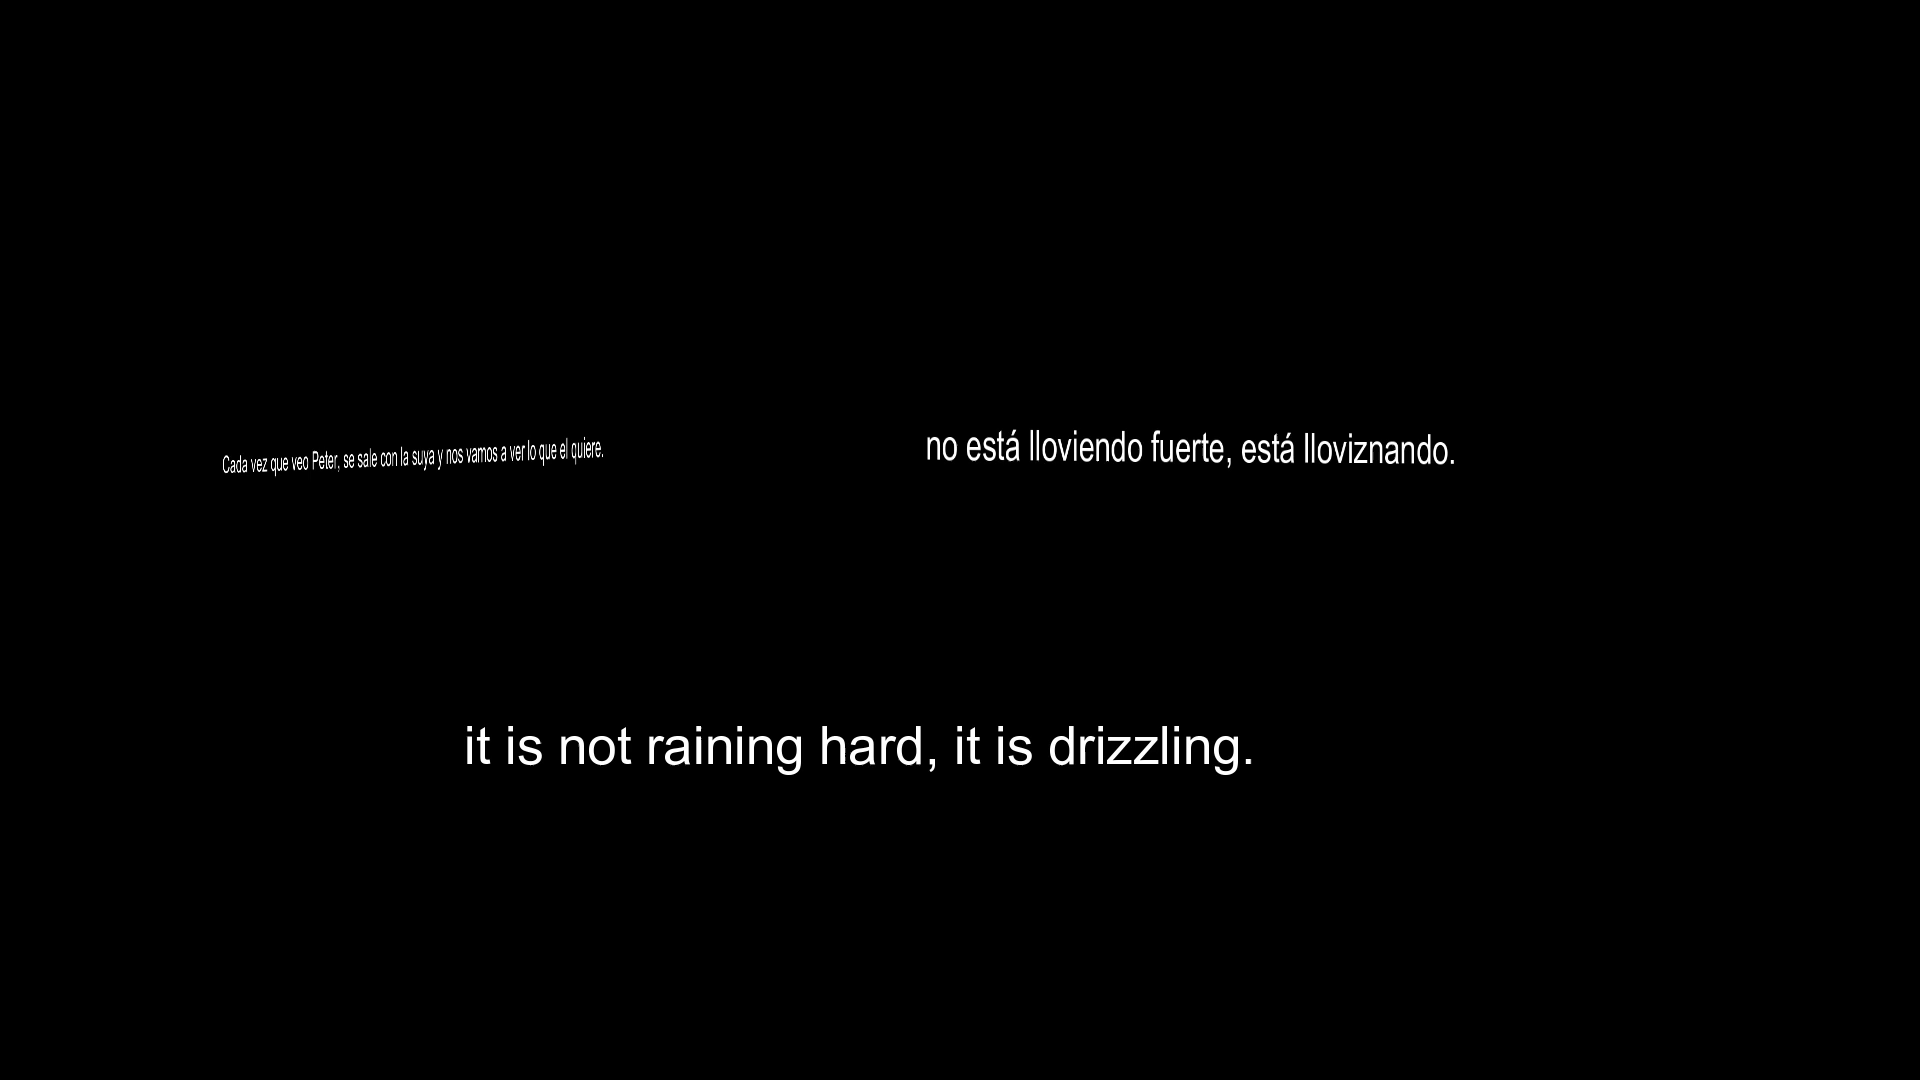 Cada vez que veo Peter, se sale con la suya y nos vamos a ver lo que el quiere.
no está lloviendo fuerte, está lloviznando.
it is not raining hard, it is drizzling.